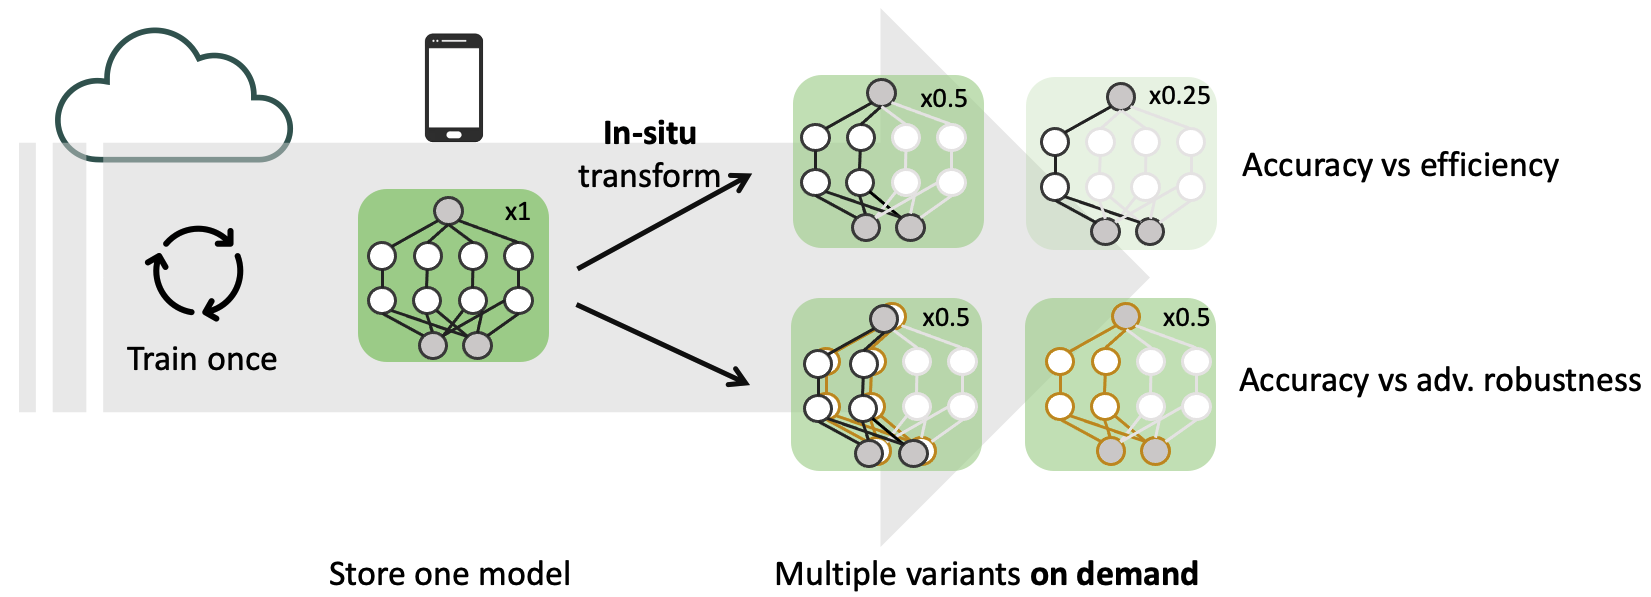 In-situ
transform
x1
Train once
x0.5
x0.25
Accuracy vs efficiency
x0.5
x0.5
Accuracy vs adv. robustness
Store one model
Multiple variants on demand